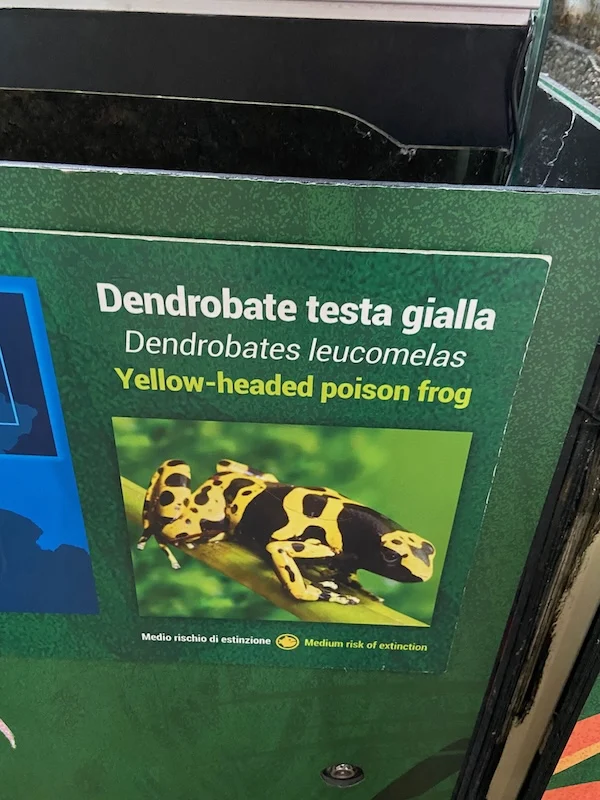 Dendrobate testa gialla
Dendrobates leucomelas
Yellow-headed poison frog
Medio rischio di estinzione Medium risk of extinction